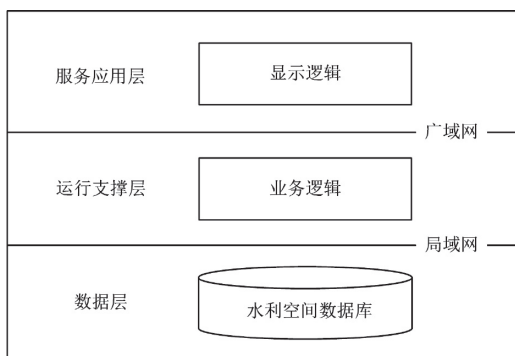 服务应用层
显示逻辑
广域网
运行支撑层
业务逻辑
局域网
数据层
水利空间数据库